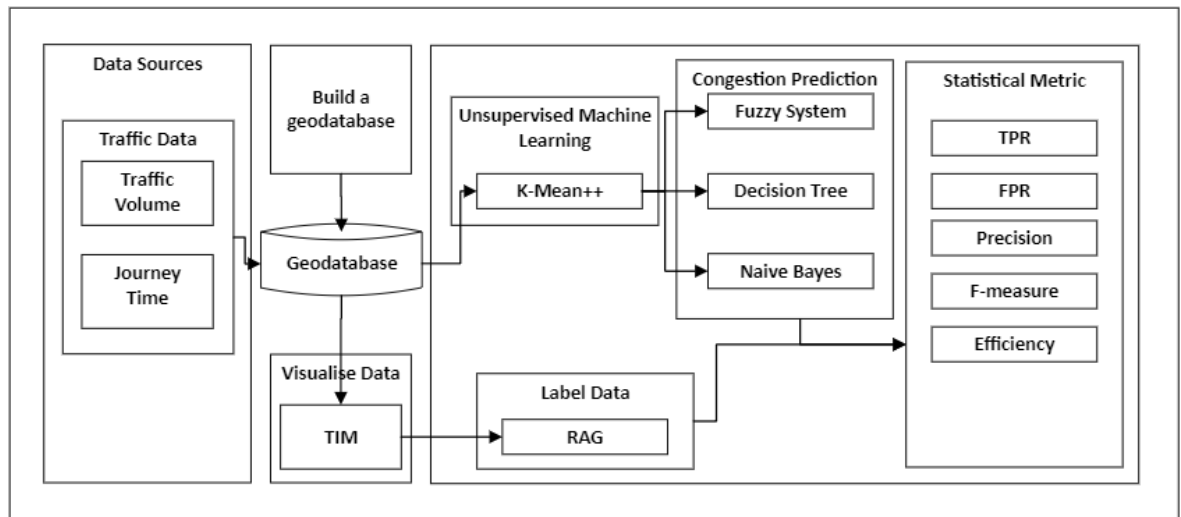 Data Sources
Traffic Data
Traffic
Volume
Journey
Time
Build a
geodatabase
Geodatabase
Visualise Data
TIM
Unsupervised Machine
Learning
K-Mean++
Label Data
RAG
Congestion Prediction
Fuzzy System
Decision Tree
Naive Bayes
Statistical Metric
TPR
FPR
Precision
F-measure
Efficiency